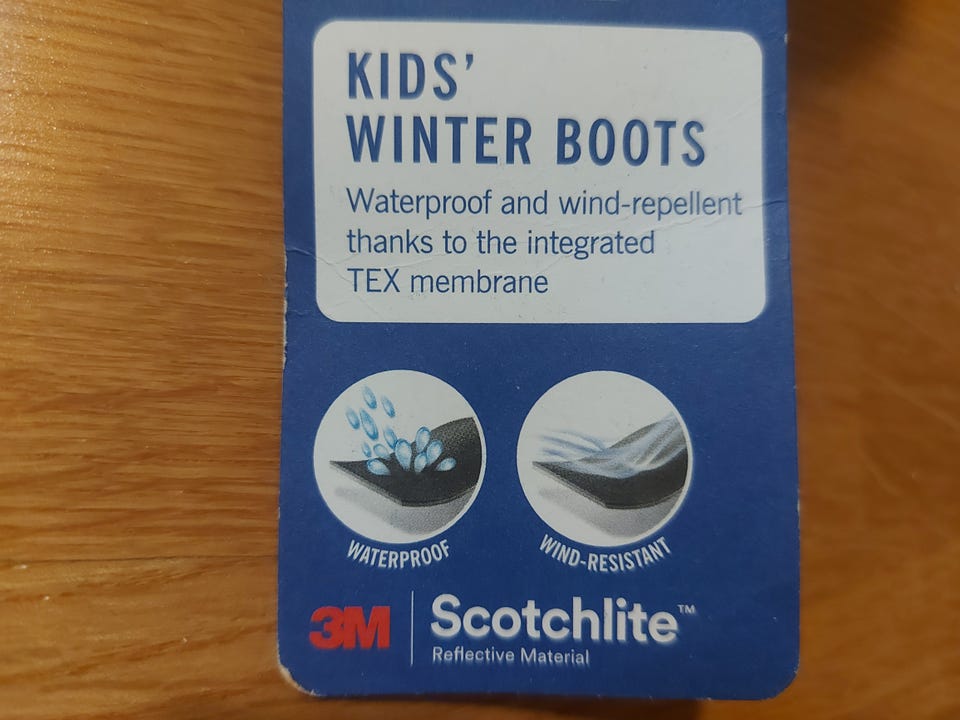 KIDS'
WINTER BOOTS
Waterproof and wind-repellent
thanks to the integrated
TEX membrane
WATERPROOF
WIND-RESISTANT
3M
Scotchlite™
Reflective Material